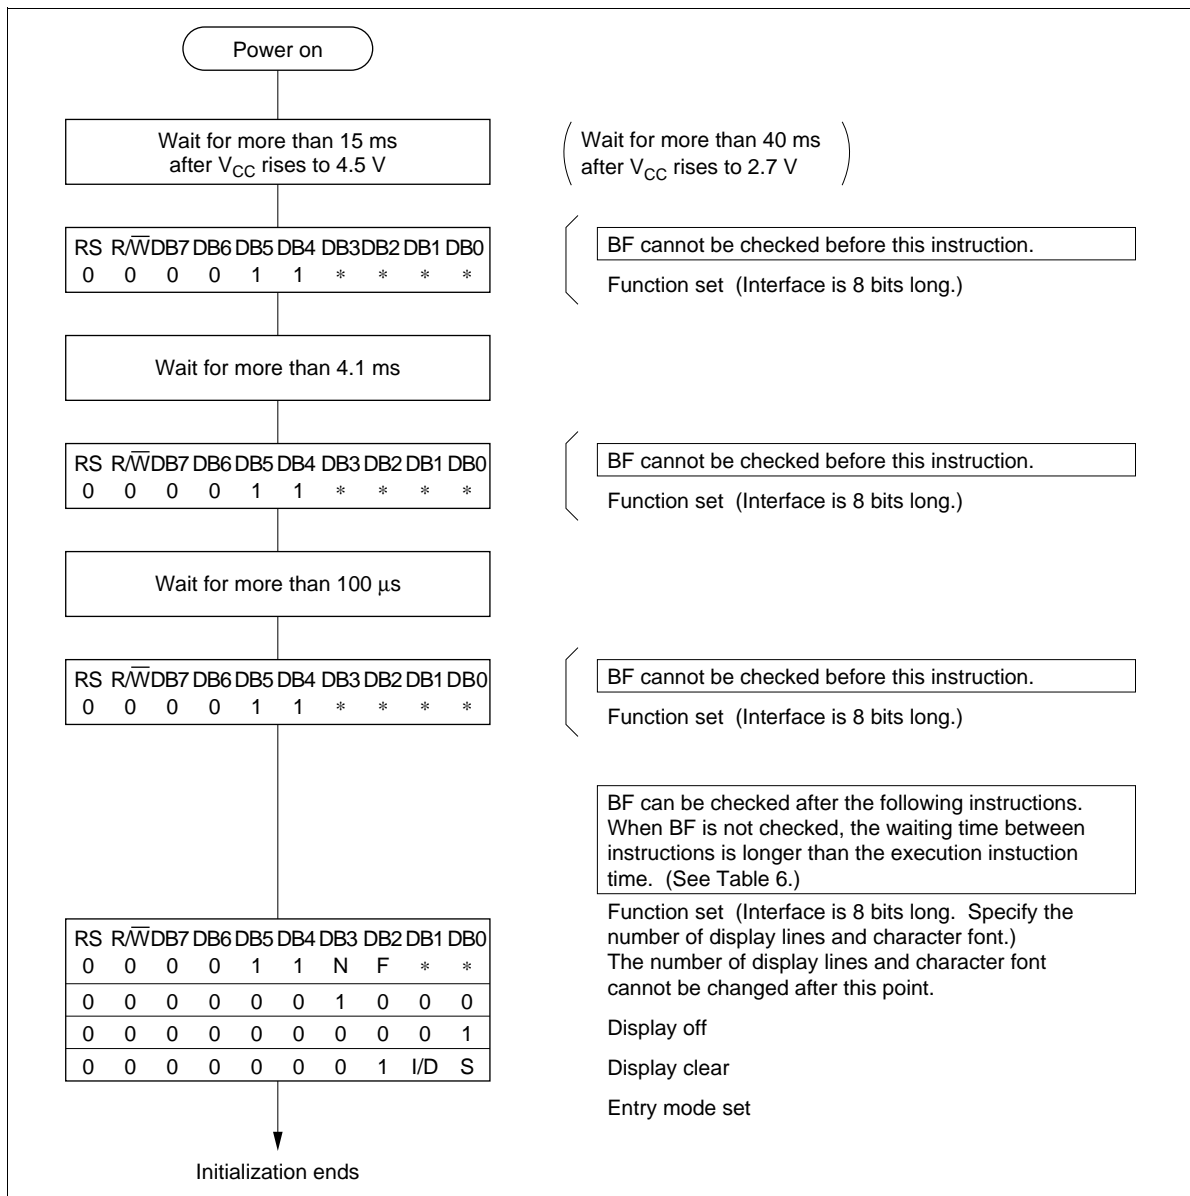 Power on
Wait for more than 15 ms
after VCC rises to 4.5 V
Wait for more than 40 ms
after VCC rises to 2.7 V
RS R/W̅ DB7 DB6 DB5 DB4 DB3 DB2 DB1 DB0
0 0 0 0 1 1 * * * *
BF cannot be checked before this instruction.
Function set (Interface is 8 bits long.)
Wait for more than 4.1 ms
RS R/W̅ DB7 DB6 DB5 DB4 DB3 DB2 DB1 DB0
0 0 0 0 1 1 * * * *
BF cannot be checked before this instruction.
Function set (Interface is 8 bits long.)
Wait for more than 100 μs
RS R/W̅ DB7 DB6 DB5 DB4 DB3 DB2 DB1 DB0
0 0 0 0 1 1 * * * *
BF cannot be checked before this instruction.
Function set (Interface is 8 bits long.)
BF can be checked after the following instructions.
When BF is not checked, the waiting time between
instructions is longer than the execution instuction
time. (See Table 6.)
RS R/W̅ DB7 DB6 DB5 DB4 DB3 DB2 DB1 DB0
0 0 0 0 1 1 N F * *
0 0 0 0 0 0 1 0 0 0
0 0 0 0 0 0 0 0 0 1
0 0 0 0 0 0 0 1 I/D S
Function set (Interface is 8 bits long. Specify the
number of display lines and character font.)
The number of display lines and character font
cannot be changed after this point.
Display off
Display clear
Entry mode set
Initialization ends